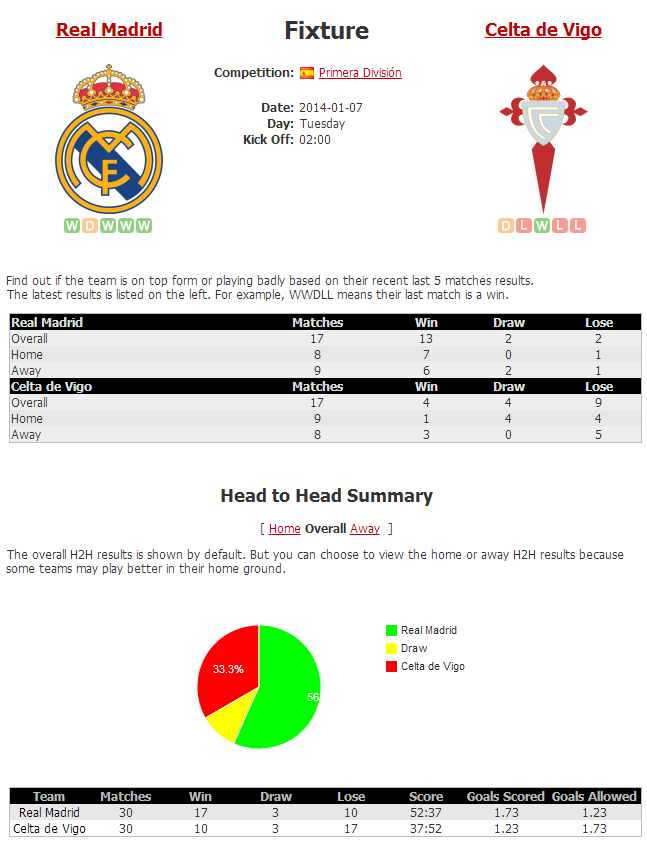 Real Madrid
Fixture
Celta de Vigo
Competition: Primera División
Date: 2014-01-07
Day: Tuesday
Kick Off: 02:00
W D W W W
D L W L L
Find out if the team is on top form or playing badly based on their recent last 5 matches results.
The latest results is listed on the left. For example, WWDLL means their last match is a win.
Real Madrid Matches Win Draw Lose
Overall 17 13 2 2
Home 8 7 0 1
Away 9 6 2 1
Celta de Vigo Matches Win Draw Lose
Overall 17 4 4 9
Home 9 1 4 4
Away 8 3 0 5
Head to Head Summary
[ Home Overall Away ]
The overall H2H results is shown by default. But you can choose to view the home or away H2H results because
some teams may play better in their home ground.
Real Madrid
Draw
Celta de Vigo
33.3%
56
Team Matches Win Draw Lose Score Goals Scored Goals Allowed
Real Madrid 30 17 3 10 52:37 1.73 1.23
Celta de Vigo 30 10 3 17 37:52 1.23 1.73